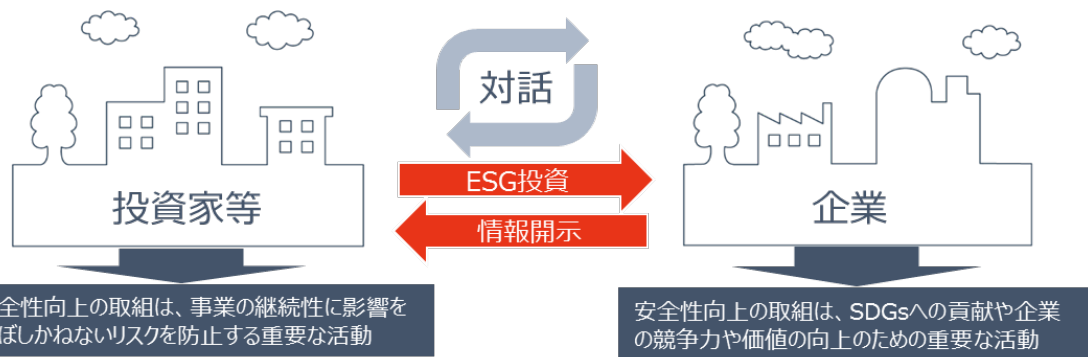 対話
ESG投資
情報開示
投資家等
企業
全性向上の取組は、事業の継続性に影響を
ぼしかねないリスクを防止する重要な活動
安全性向上の取組は、SDGsへの貢献や企業
の競争力や価値の向上のための重要な活動